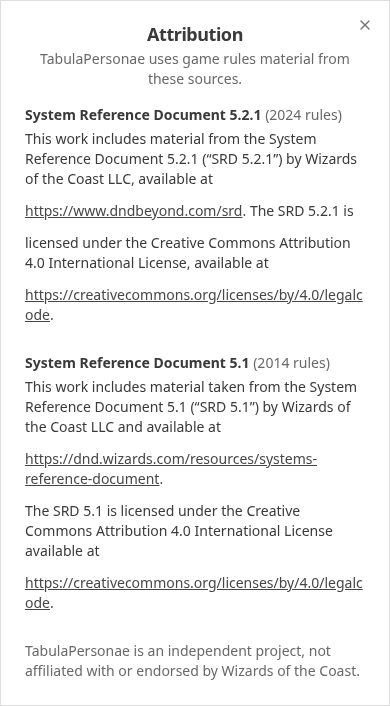 Attribution
×
TabulaPersonae uses game rules material from
these sources.
System Reference Document 5.2.1 (2024 rules)
This work includes material from the System
Reference Document 5.2.1 (“SRD 5.2.1”) by Wizards
of the Coast LLC, available at
https://www.dndbeyond.com/srd. The SRD 5.2.1 is
licensed under the Creative Commons Attribution
4.0 International License, available at
https://creativecommons.org/licenses/by/4.0/legalc
ode.
System Reference Document 5.1 (2014 rules)
This work includes material taken from the System
Reference Document 5.1 (“SRD 5.1”) by Wizards of
the Coast LLC and available at
https://dnd.wizards.com/resources/systems-
reference-document.
The SRD 5.1 is licensed under the Creative
Commons Attribution 4.0 International License
available at
https://creativecommons.org/licenses/by/4.0/legalc
ode.
TabulaPersonae is an independent project, not
affiliated with or endorsed by Wizards of the Coast.